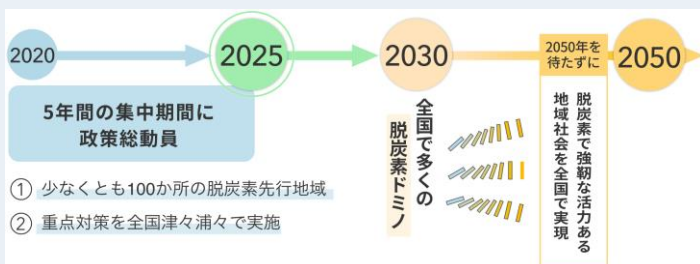 2020
2025
2030
2050年を
待たずに
2050
5年間の集中期間に
政策総動員
① 少なくとも100か所の脱炭素先行地域
② 重点対策を全国津々浦々で実施
全国で多くの
脱炭素ドミノ
脱炭素で強靭な活力ある
地域社会を全国で実現